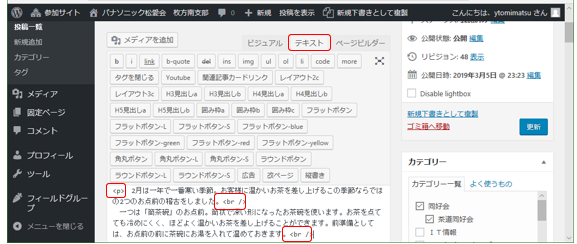 参加サイト パナソニック松愛会 枚方南部支部 0 新規 投稿を表示 新規下書きとして複製 こんにちは、ytomimatsu さん
投稿一覧
新規追加
カテゴリー
タグ
メディア
固定ページ
コメント
プロフィール
ツール
フィールドグループ
メニューを閉じる
メディアを追加
ビジュアル テキスト ページビルダー
b i link b-quote del ins img ul ol li code more
タグを閉じる Youtube 関連記事カードリンク レイアウト2c
レイアウト3c H3見出しa H3見出しb H4見出しa H4見出しb
H5見出しa H5見出しb 囲み枠a 囲み枠b 囲み枠c フラットボタン
フラットボタン-L フラットボタン-S フラットボタン-blue
フラットボタン-green フラットボタン-red フラットボタン-yellow
角丸ボタン 角丸ボタン-L 角丸ボタン-S ラウンドボタン
ラウンドボタン-L ラウンドボタン-S 広告 改ページ 縦書き
<p> 2月は一年で一番寒い季節。お客様に温かいお茶を差し上げるこの季節ならではの2つのお点前の稽古をしました。<br />
一つは「筒茶碗」のお点前。筒状で深い形になったお茶碗を使います。お茶を点てても冷めにくく、ほどよく温かいお茶を差し上げることができます。前準備としては、お点前の前に茶碗にお湯を入れて温めておきます。<br />
公開状態: 公開 編集
リビジョン: 48 表示
公開日時: 2019年3月5日 @ 23:23 編集
Disable lightbox
新規下書きとして複製
ゴミ箱へ移動
更新
カテゴリー
カテゴリー一覧 よく使うもの
同好会
茶道同好会
ＩＴ情報